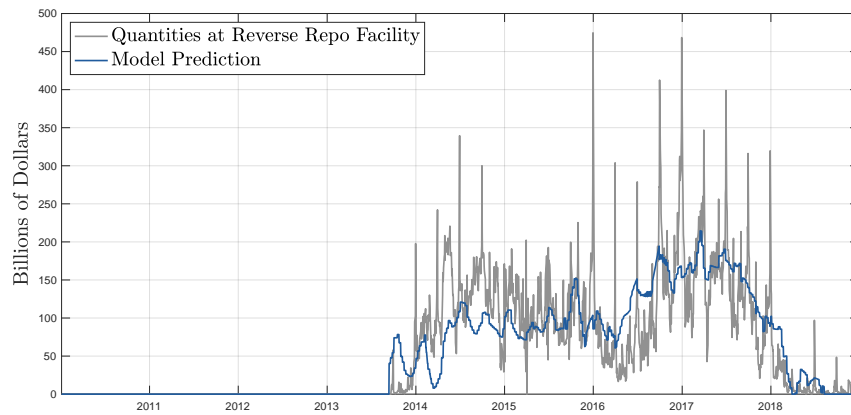 Quantities at Reverse Repo Facility
Model Prediction
Billions of Dollars
500
450
400
350
300
250
200
150
100
50
0
2011 2012 2013 2014 2015 2016 2017 2018